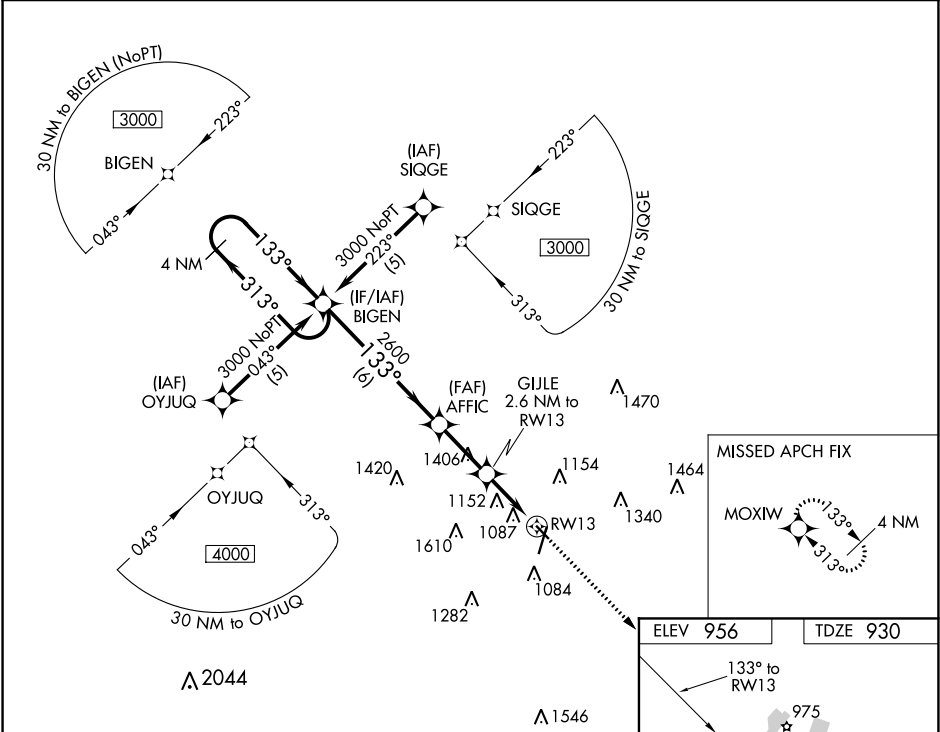 30 NM to BIGEN (NoPT)
3000
223°
BIGEN
043°
(IAF)
SIQGE
223°
SIQGE
3000
313°
30 NM to SIQGE
3000 NoPT
223°
(5)
133°
4 NM
313°
(IF/IAF)
BIGEN
3000 NoPT
043°
(5)
2600
133°
(6)
(IAF)
OYJUQ
(FAF)
AFFIC
GIJLE
2.6 NM to
RW13
1470
1406
1420
1154
1464
1152
1340
1087
RW13
1610
1084
1282
OYJUQ
043°
313°
4000
30 NM to OYJUQ
MISSED APCH FIX
MOXIW
133°
4 NM
313°
2044
1546
ELEV 956
TDZE 930
133° to
RW13
975